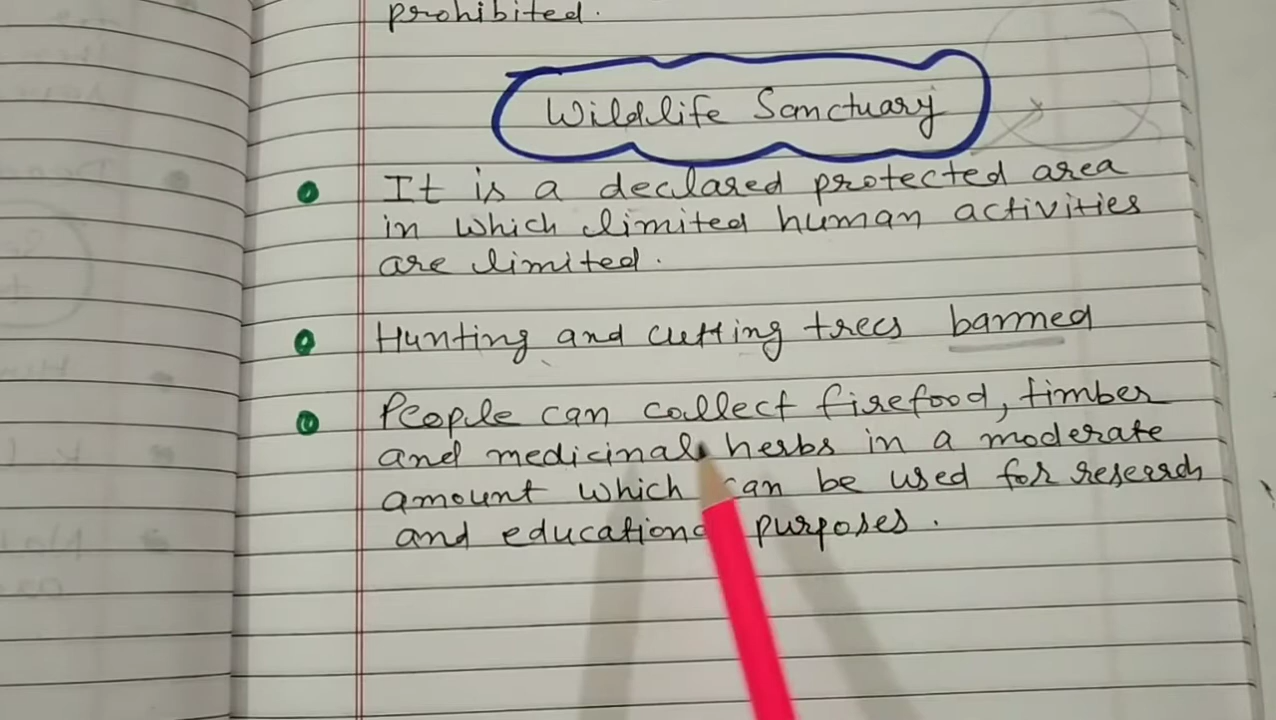 prohibited.
Wildlife Sanctuary
It is a declared protected area
in which limited human activities
are limited.
Hunting and cutting trees banned
People can collect firefood, timber
and medicinal herbs in a moderate
amount which can be used for research
and educational purposes.